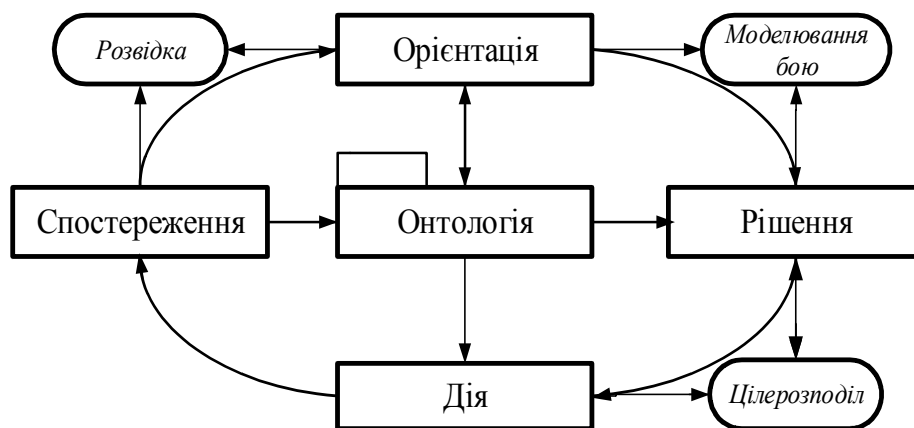 Розвідка
Орієнтація
Моделювання
бою
Спостереження
Онтологія
Рішення
Дія
Цілерозподіл